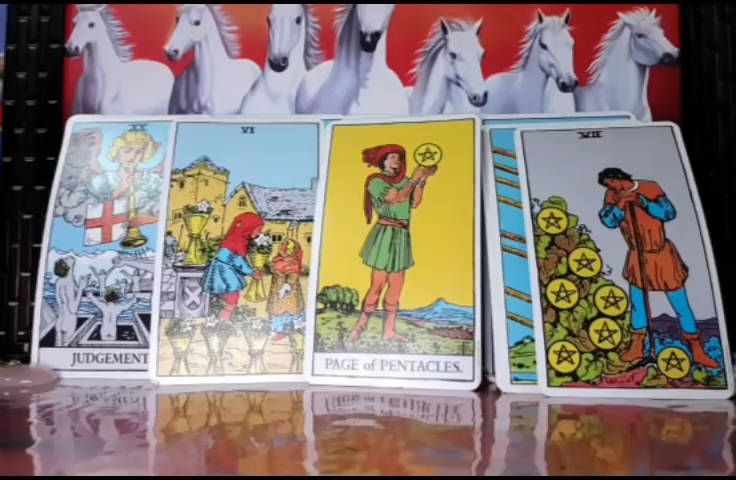 XX
JUDGEMENT
VI
PAGE of PENTACLES.
VII